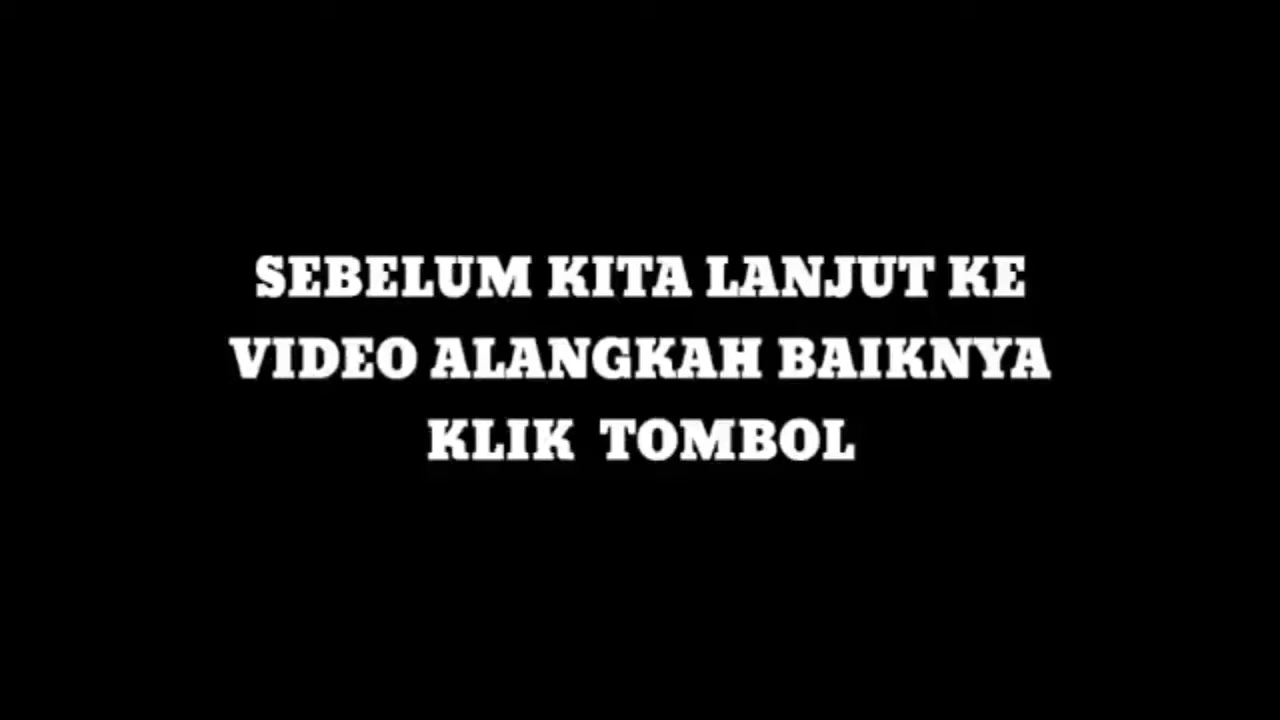 SEBELUM KITA LANJUT KE
VIDEO ALANGKAH BAIKNYA
KLIK TOMBOL